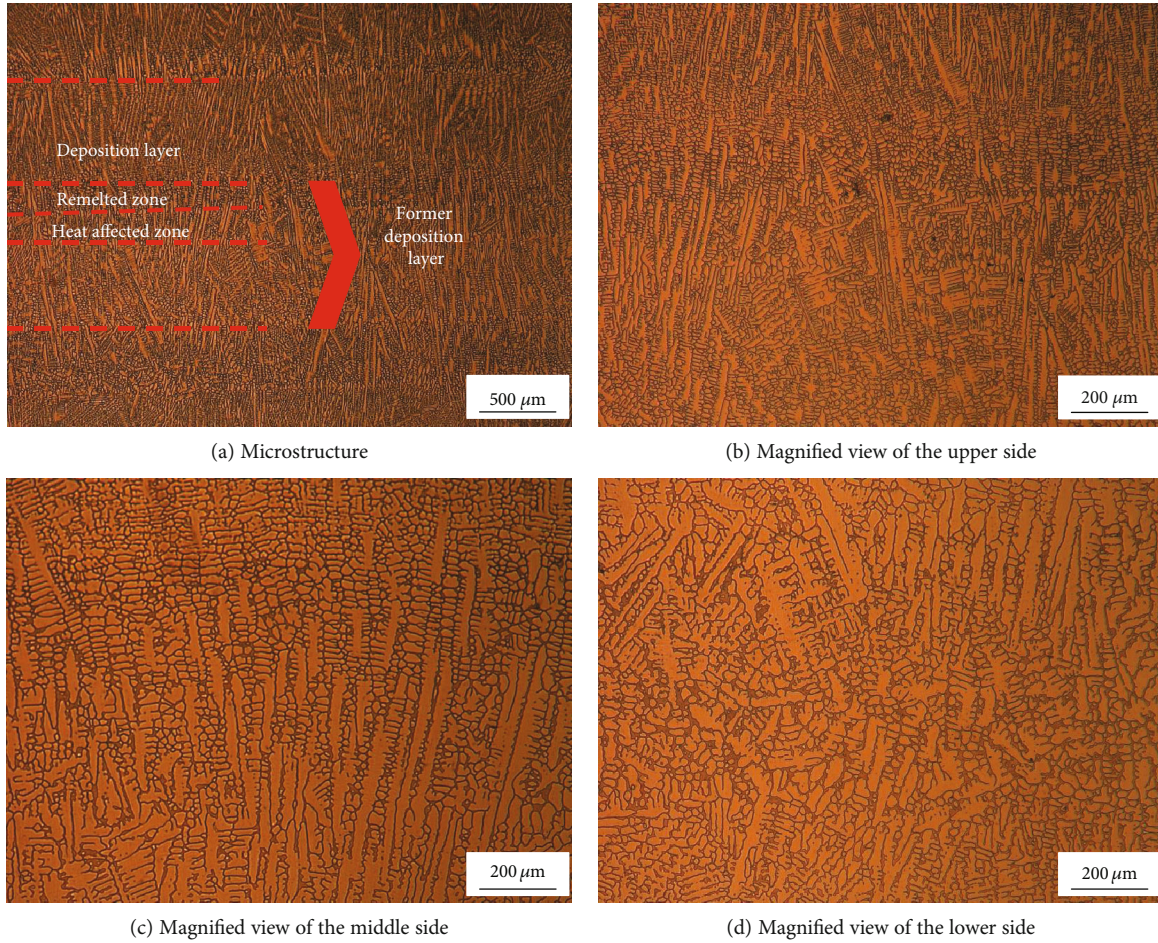 Deposition layer
Remelted zone
Heat affected zone
Former
deposition
layer
500 μm
(a) Microstructure
200 μm
(b) Magnified view of the upper side
200 μm
(c) Magnified view of the middle side
200 μm
(d) Magnified view of the lower side